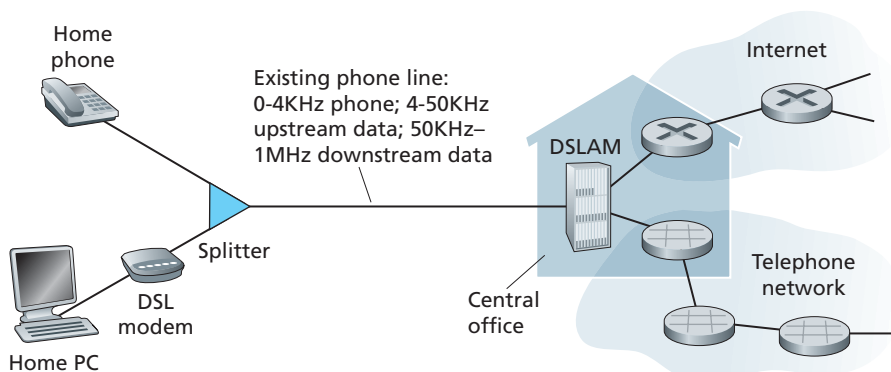 Home
phone
Existing phone line:
0-4KHz phone; 4-50KHz
upstream data; 50KHz–
1MHz downstream data
Internet
DSLAM
Splitter
DSL
modem
Home PC
Central
office
Telephone
network